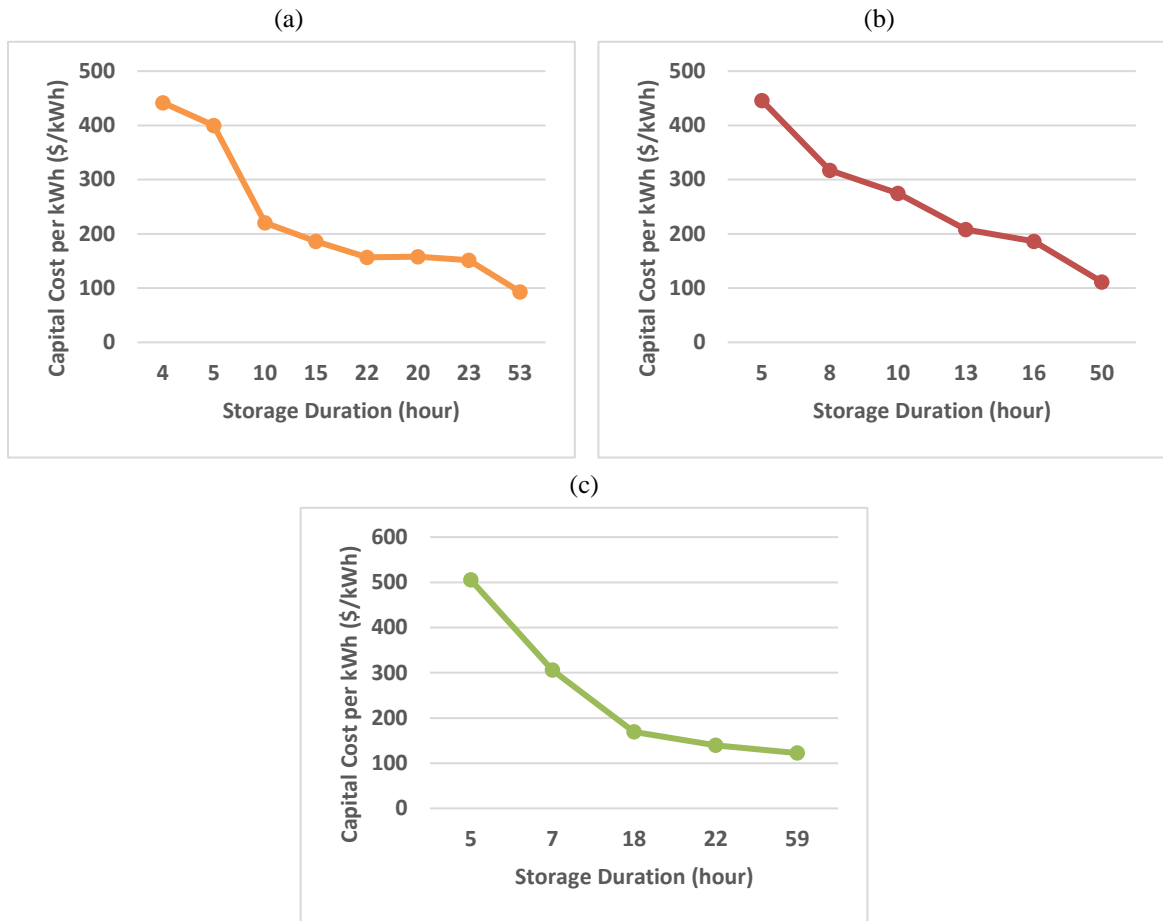 (a)
Capital Cost per kWh ($/kWh)
500
400
300
200
100
0
4 5 10 15 22 20 23 53
Storage Duration (hour)
(b)
Capital Cost per kWh ($/kWh)
500
400
300
200
100
0
5 8 10 13 16 50
Storage Duration (hour)
(c)
Capital Cost per kWh ($/kWh)
600
500
400
300
200
100
0
5 7 18 22 59
Storage Duration (hour)